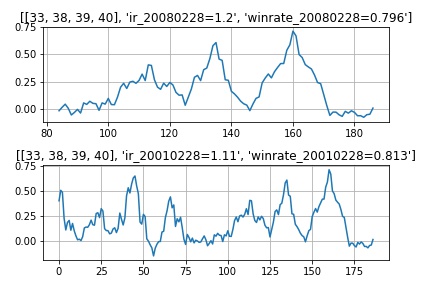 [[33, 38, 39, 40], 'ir_20080228=1.2', 'winrate_20080228=0.796']
0.75
0.50
0.25
0.00
80 100 120 140 160 180
[[33, 38, 39, 40], 'ir_20010228=1.11', 'winrate_20010228=0.813']
0.75
0.50
0.25
0.00
0 25 50 75 100 125 150 175